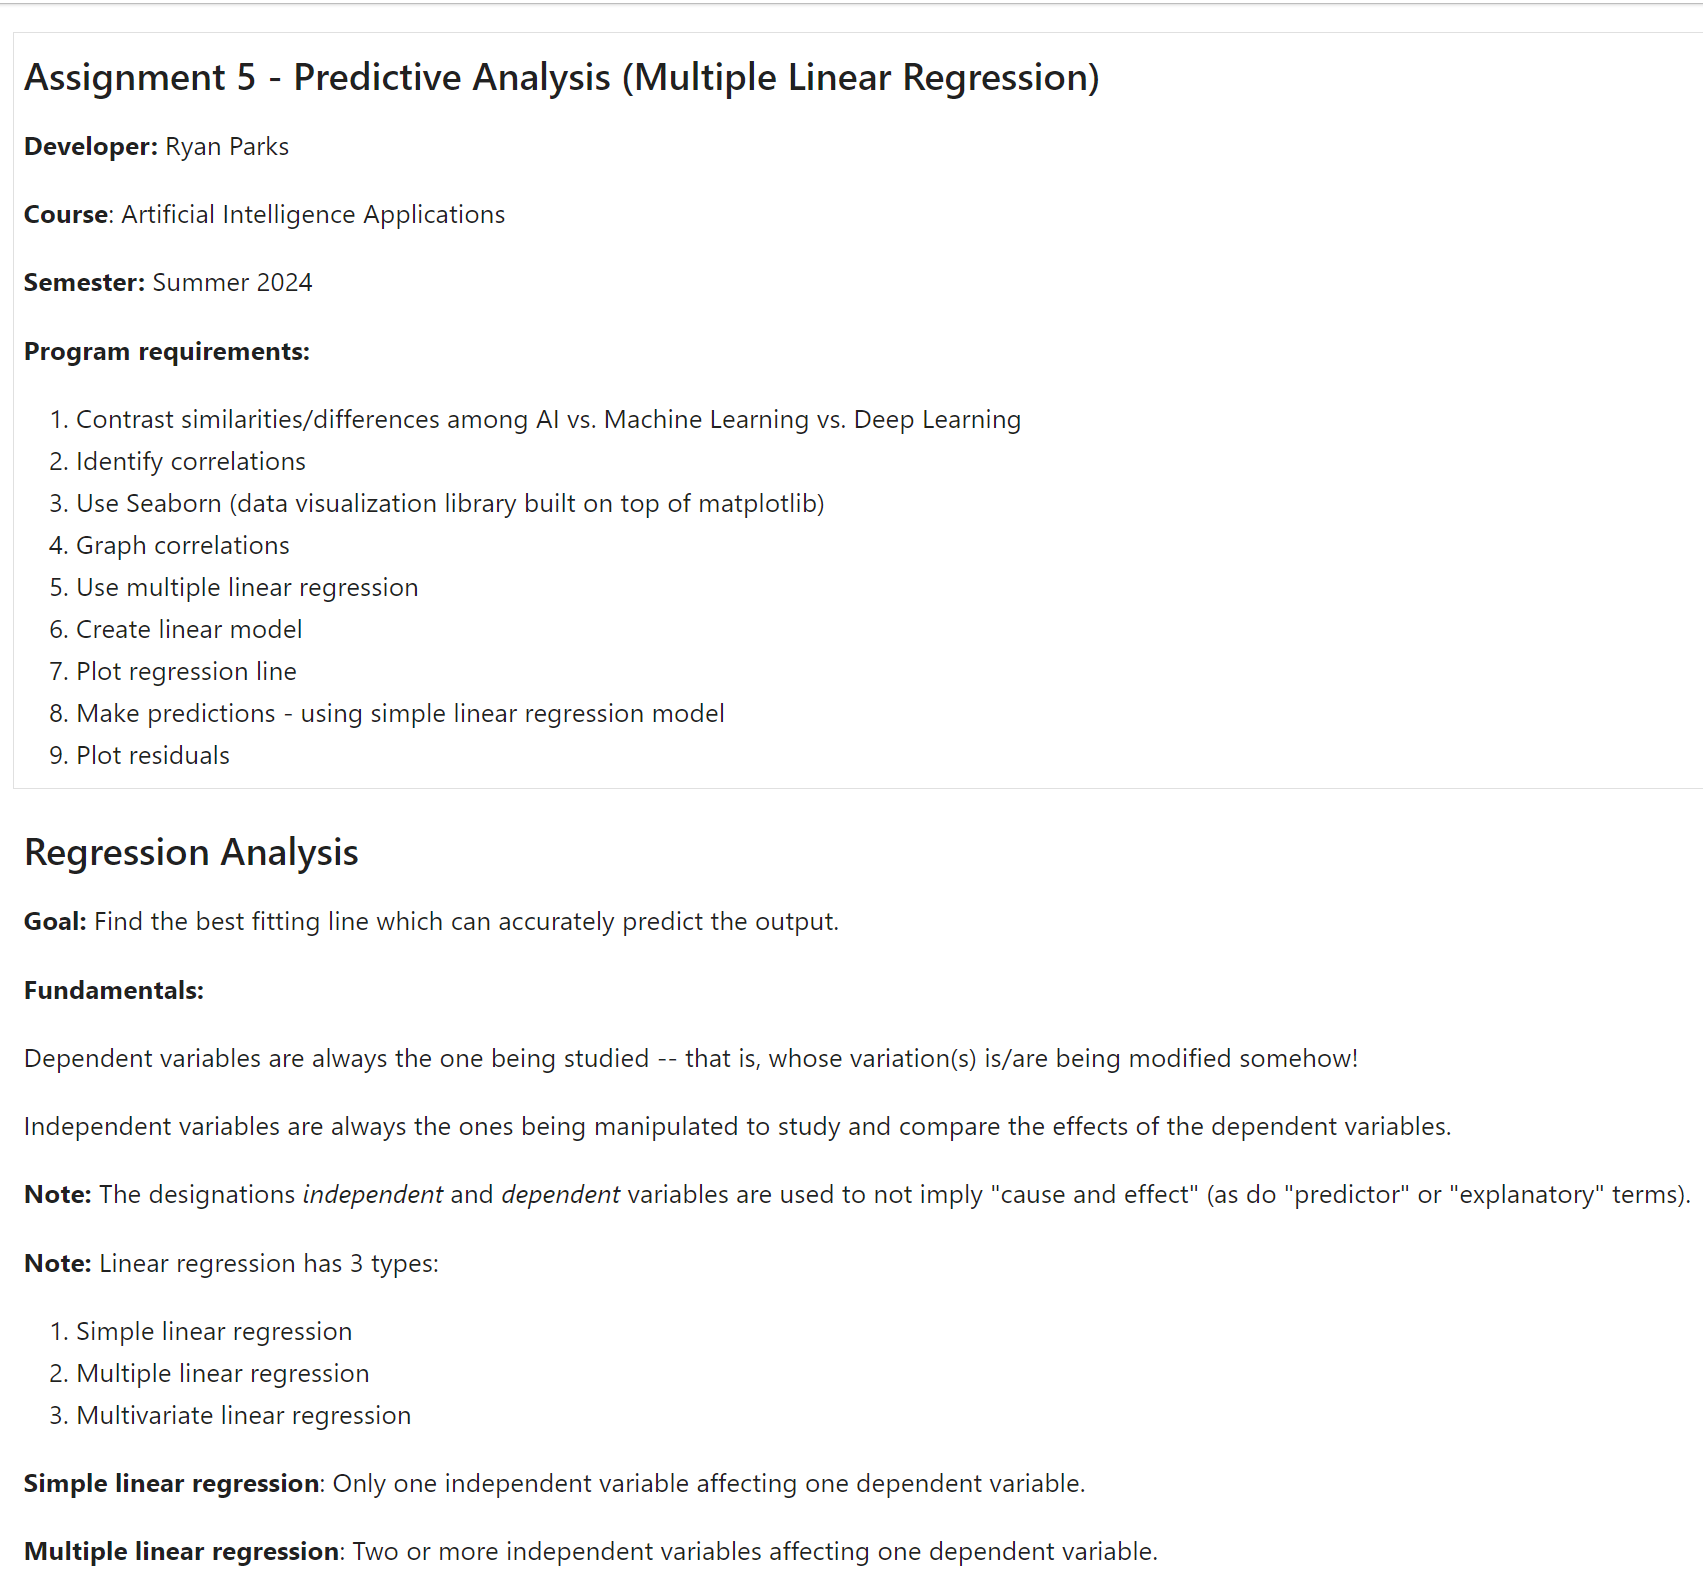 Assignment 5 - Predictive Analysis (Multiple Linear Regression)
Developer: Ryan Parks
Course: Artificial Intelligence Applications
Semester: Summer 2024
Program requirements:
1. Contrast similarities/differences among AI vs. Machine Learning vs. Deep Learning
2. Identify correlations
3. Use Seaborn (data visualization library built on top of matplotlib)
4. Graph correlations
5. Use multiple linear regression
6. Create linear model
7. Plot regression line
8. Make predictions - using simple linear regression model
9. Plot residuals
Regression Analysis
Goal: Find the best fitting line which can accurately predict the output.
Fundamentals:
Dependent variables are always the one being studied -- that is, whose variation(s) is/are being modified somehow!
Independent variables are always the ones being manipulated to study and compare the effects of the dependent variables.
Note: The designations independent and dependent variables are used to not imply "cause and effect" (as do "predictor" or "explanatory" terms).
Note: Linear regression has 3 types:
1. Simple linear regression
2. Multiple linear regression
3. Multivariate linear regression
Simple linear regression: Only one independent variable affecting one dependent variable.
Multiple linear regression: Two or more independent variables affecting one dependent variable.